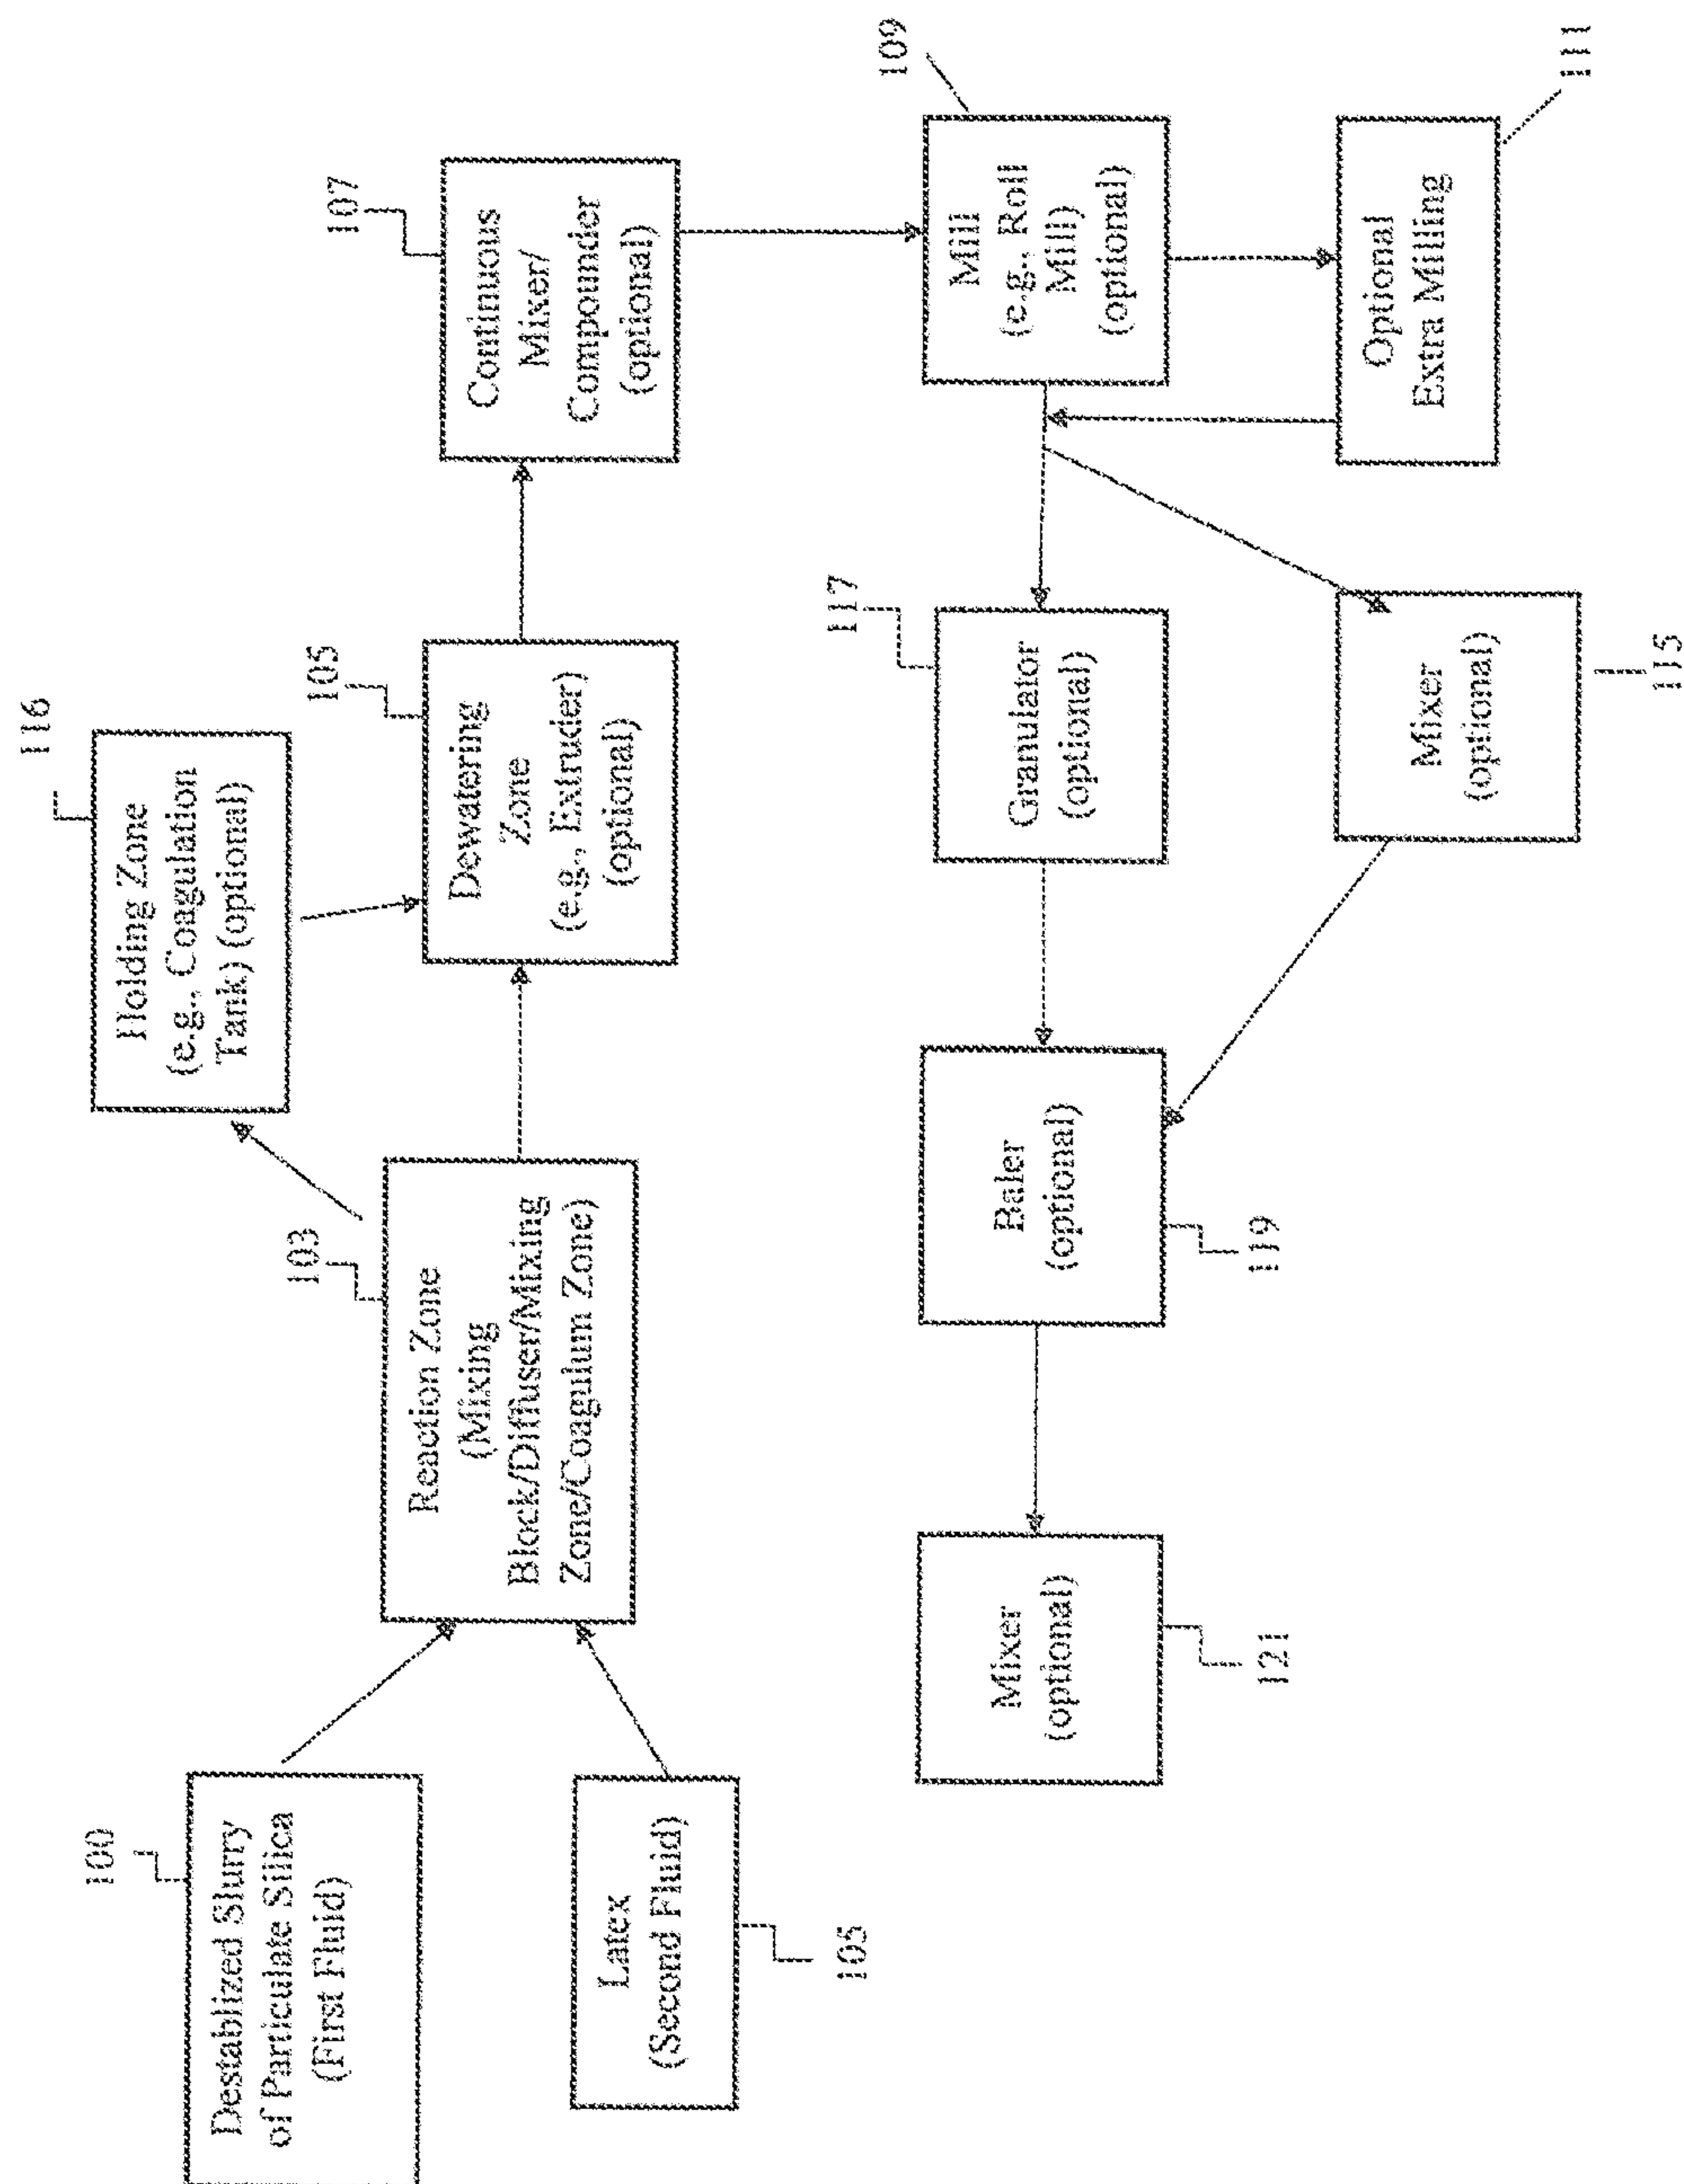 100
Destablized Slurry
of Particulate Silica
(First Fluid)
Latex
(Second Fluid)
105
103
Reaction Zone
(Mixing
Block/Diffuser/Mixing
Zone/Coagulum Zone)
116
Holding Zone
(e.g., Coagulation
Tank) (optional)
105
Dewatering
Zone
(e.g., Extruder)
(optional)
107
Continuous
Mixer/
Compounder
(optional)
109
Mill
(e.g., Roll
Mill)
(optional)
Optional
Extra Milling
111
117
Granulator
(optional)
Mixer
(optional)
115
Baler
(optional)
119
Mixer
(optional)
121